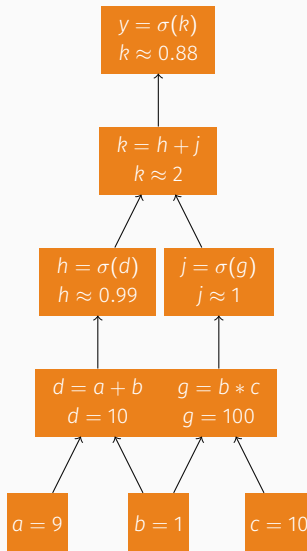 y = σ(k)
k ≈ 0.88
k = h + j
k ≈ 2
h = σ(d)
h ≈ 0.99
j = σ(g)
j ≈ 1
d = a + b
d = 10
g = b ∗ c
g = 100
a = 9
b = 1
c = 10